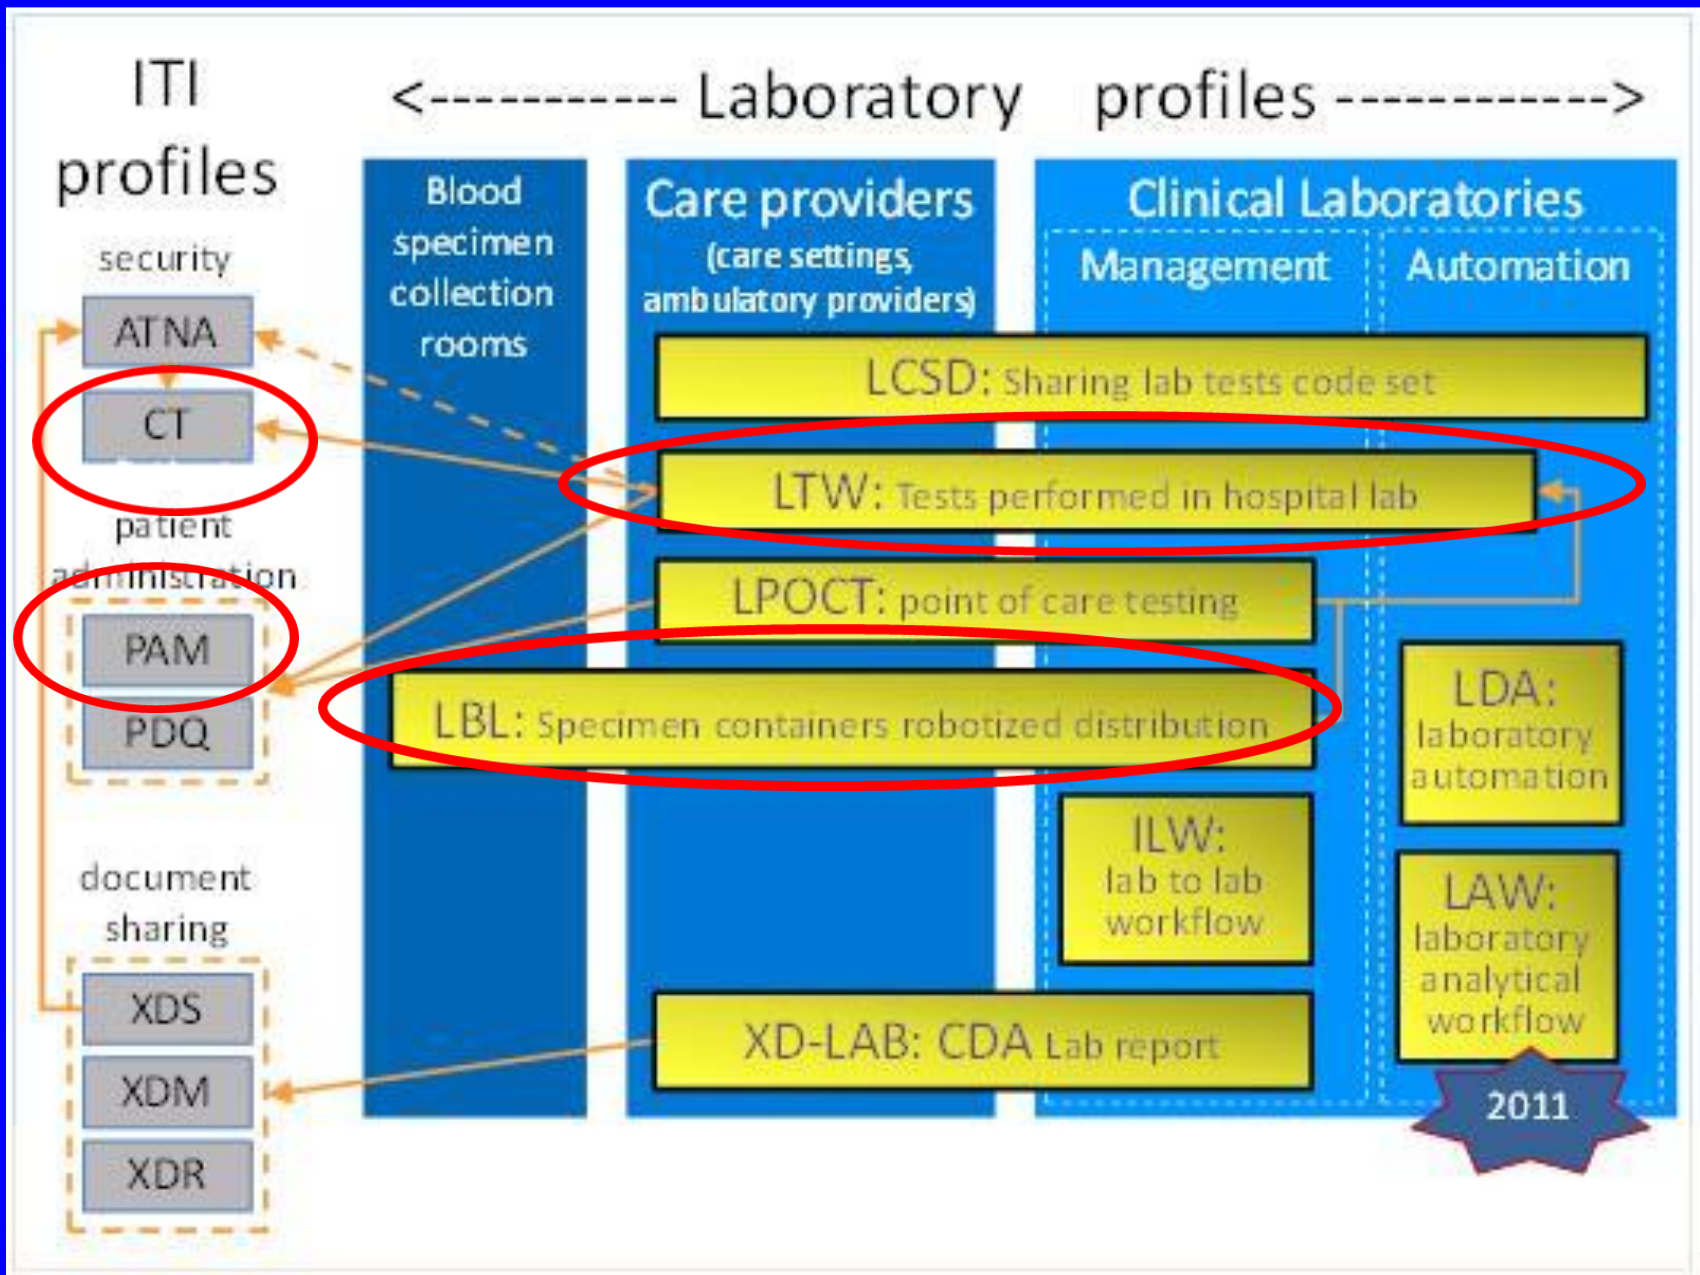 ITI
profiles
<----------- Laboratory profiles ------------>
security
ATNA
CT
patient
administration
PAM
PDQ
document
sharing
XDS
XDM
XDR
Blood
specimen
collection
rooms
Care providers
(care settings,
ambulatory providers)
Clinical Laboratories
Management
Automation
LCSD: Sharing lab tests code set
LTW: Tests performed in hospital lab
LPOCT: point of care testing
LBL: Specimen containers robotized distribution
LDA:
laboratory
automation
ILW:
lab to lab
workflow
LAW:
laboratory
analytical
workflow
XD-LAB: CDA Lab report
2011